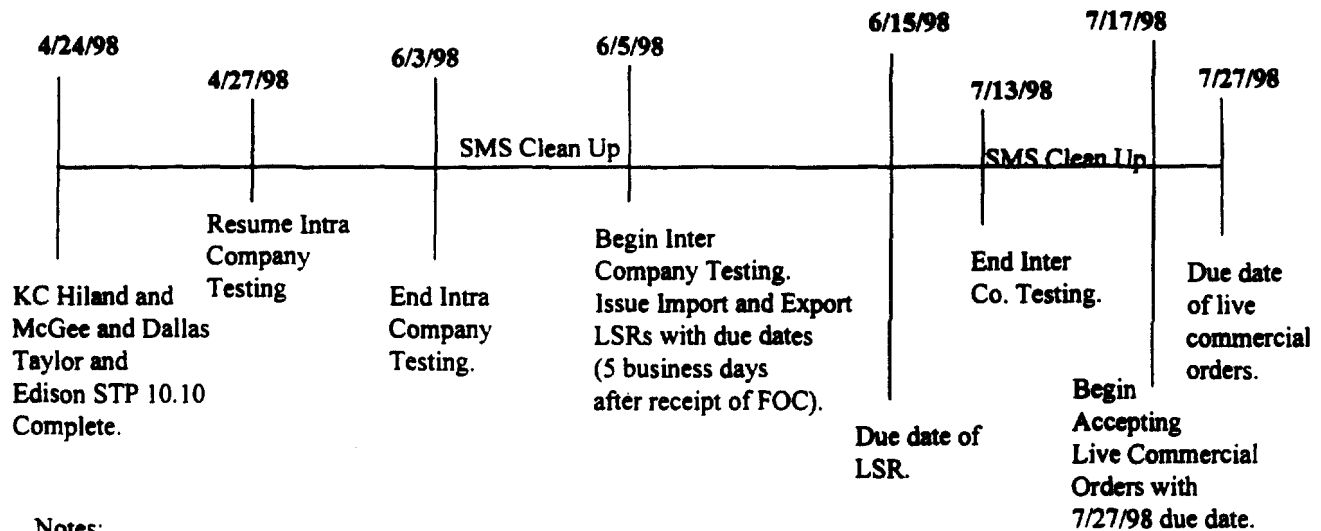 4/24/98
4/27/98
6/3/98
6/5/98
6/15/98
7/13/98
7/17/98
7/27/98
SMS Clean Up
SMS Clean Up
KC Hiland and
McGee and Dallas
Taylor and
Edison STP 10.10
Complete.
Resume Intra
Company
Testing
End Intra
Company
Testing.
Begin Inter
Company Testing.
Issue Import and Export
LSRs with due dates
(5 business days
after receipt of FOC).
Due date of
LSR.
End Inter
Co. Testing.
Begin
Accepting
Live Commercial
Orders with
7/27/98 due date.
Due date
of live
commercial
orders.
Notes: